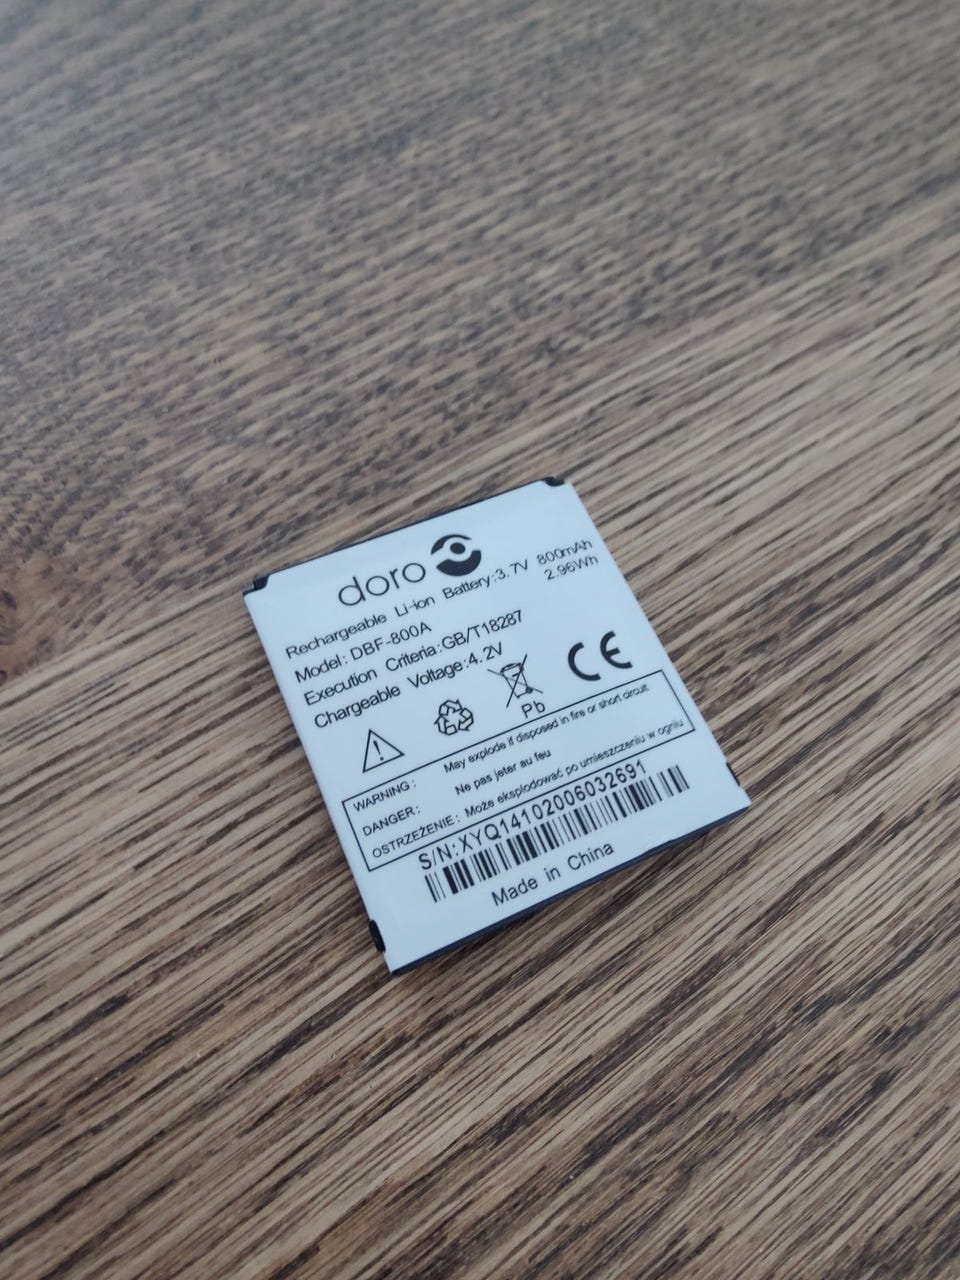 doro
Rechargeable Li-ion Battery:3.7V 800mAh
2.96Wh
Model: DBF-800A
Execution Criteria:GB/T18287
Chargeable Voltage:4.2V
Pb
CE
WARNING: May explode if disposed in fire or short circuit
DANGER: Ne pas jeter au feu
OSTRZEŻENIE: Może eksplodować po umieszczeniu w ogniu
S/N:XYQ14102006032691
Made in China